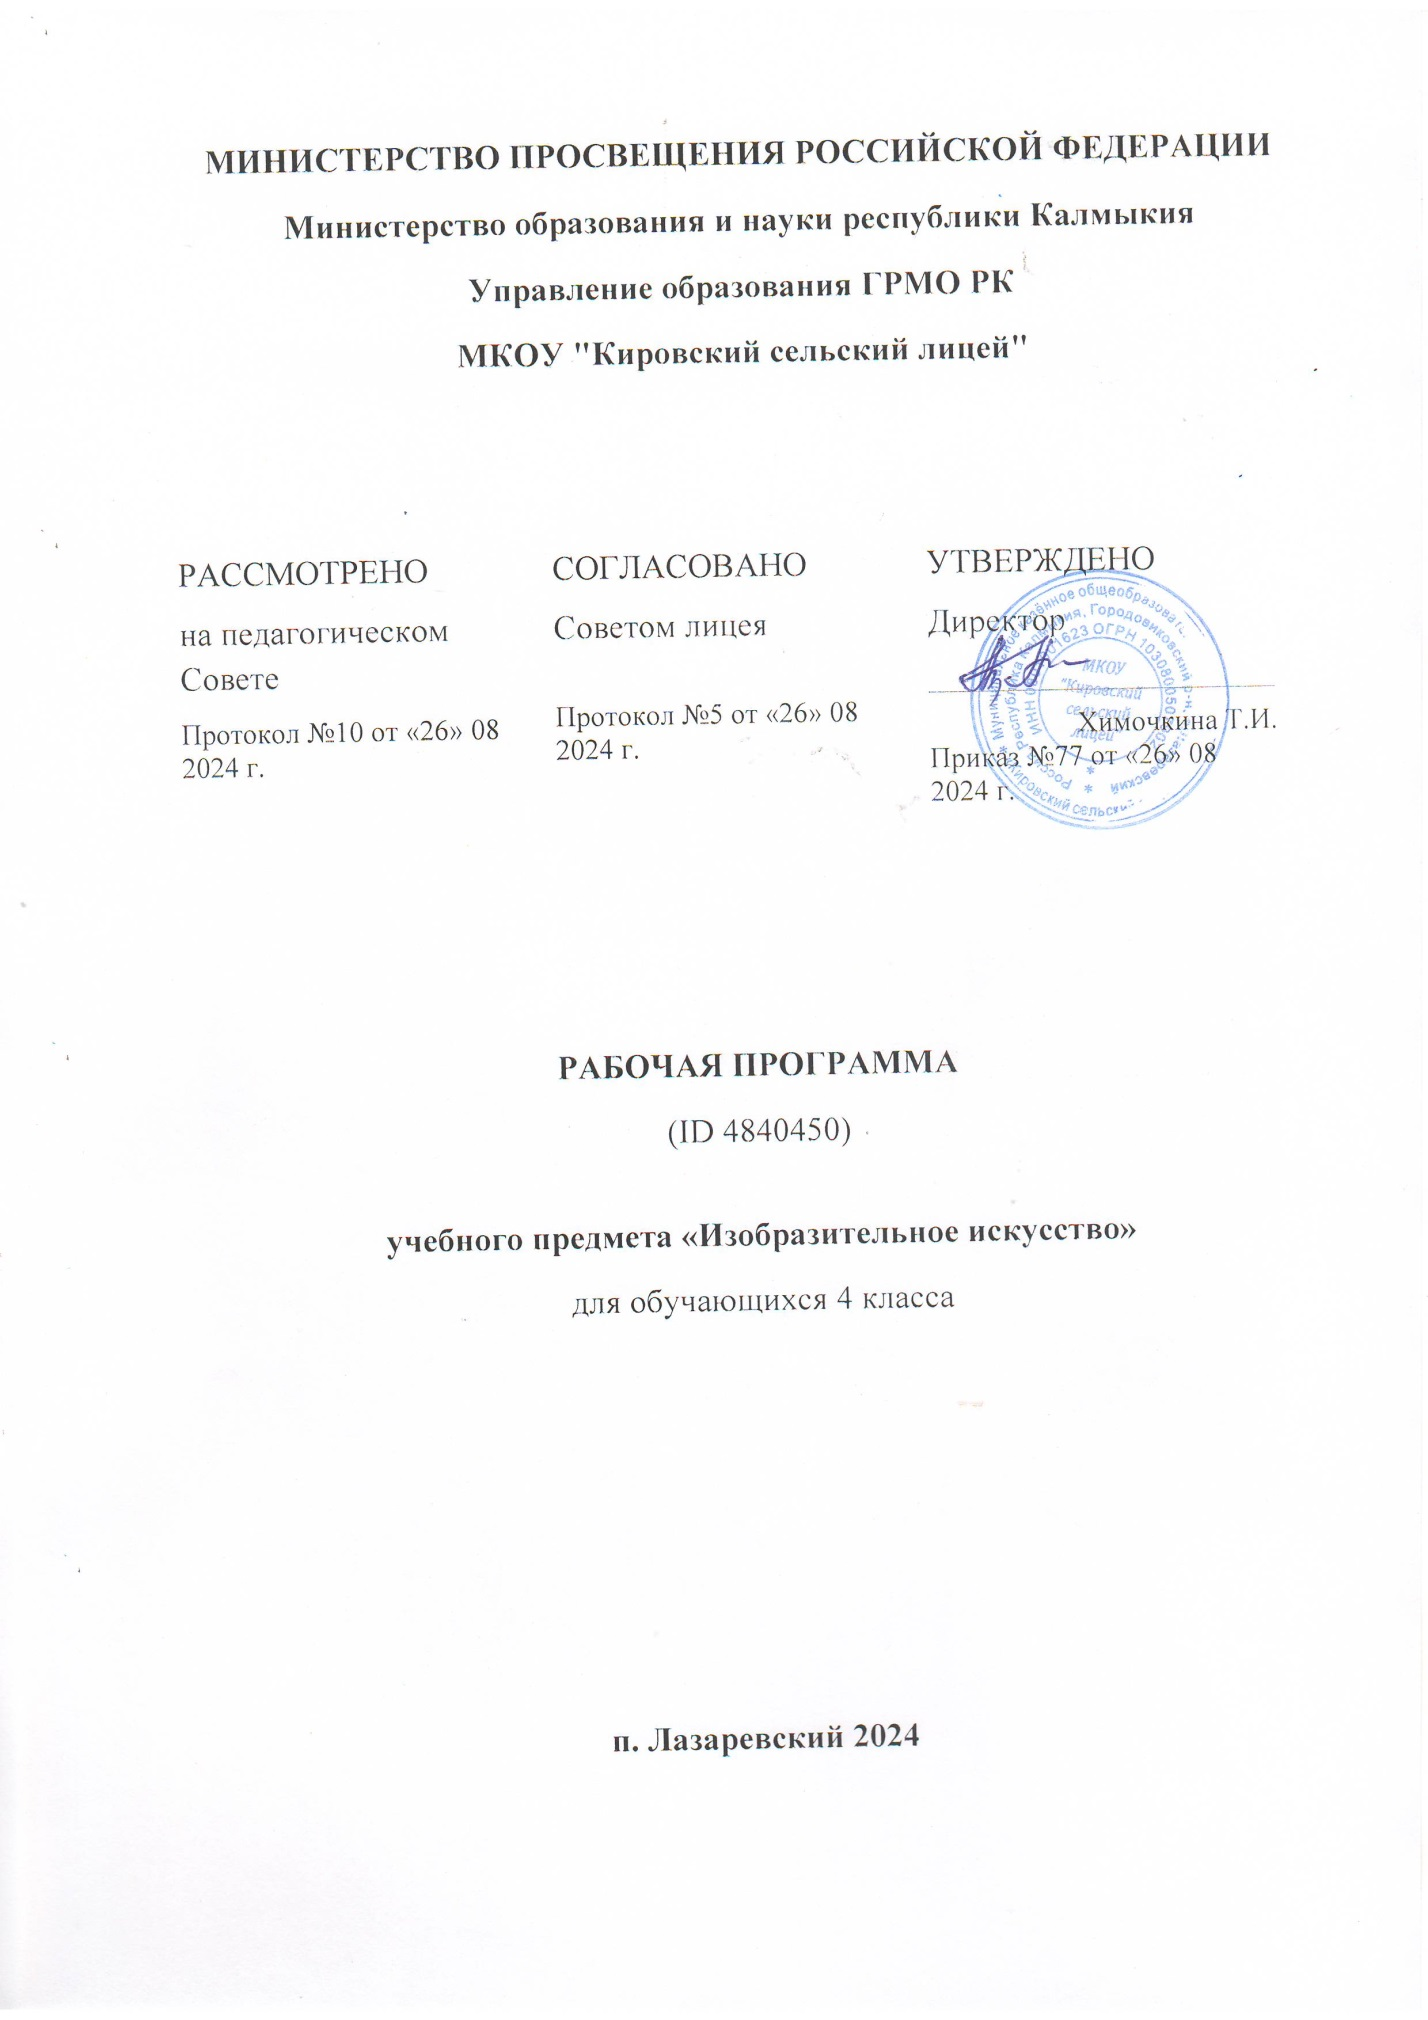 МИНИСТЕРСТВО ПРОСВЕЩЕНИЯ РОССИЙСКОЙ ФЕДЕРАЦИИ
Министерство образования и науки республики Калмыкия
Управление образования ГРМО РК
МКОУ "Кировский сельский лицей"
РАССМОТРЕНО
на педагогическом
Совете
Протокол №10 от «26» 08
2024 г.
СОГЛАСОВАНО
Советом лицея
Протокол №5 от «26» 08
2024 г.
УТВЕРЖДЕНО
Директор
Химочкина Т.И.
Приказ №77 от «26» 08
2024 г.
МКОУ
"Кировский
сельский
лицей"
РАБОЧАЯ ПРОГРАММА
(ID 4840450)
учебного предмета «Изобразительное искусство»
для обучающихся 4 класса
п. Лазаревский 2024